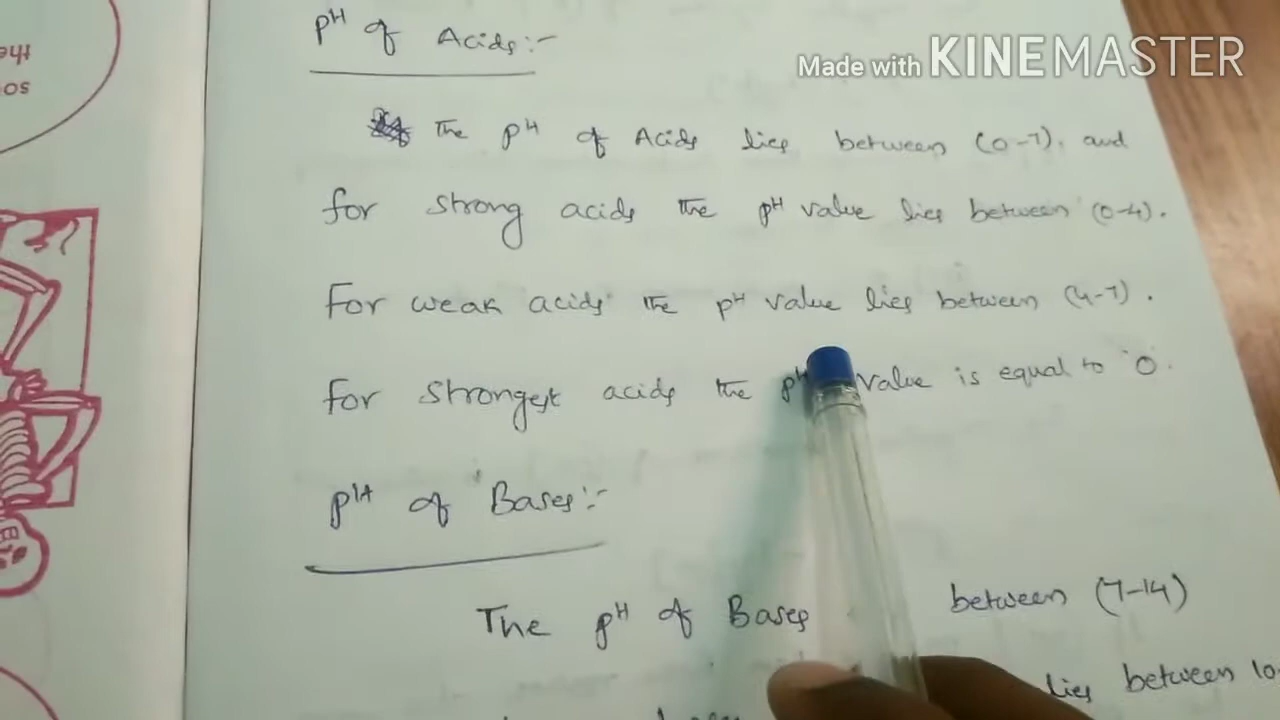 the
so
Made with KINEMASTER
pH of Acids:-
The pH of Acids lies between (0-7), and
for strong acids the pH value lies between (0-4).
For weak acids the pH value lies between (4-7).
For strongest acids the pH value is equal to '0.
pH of Bases:-
The pH of Bases between (7-14)
lies between 10